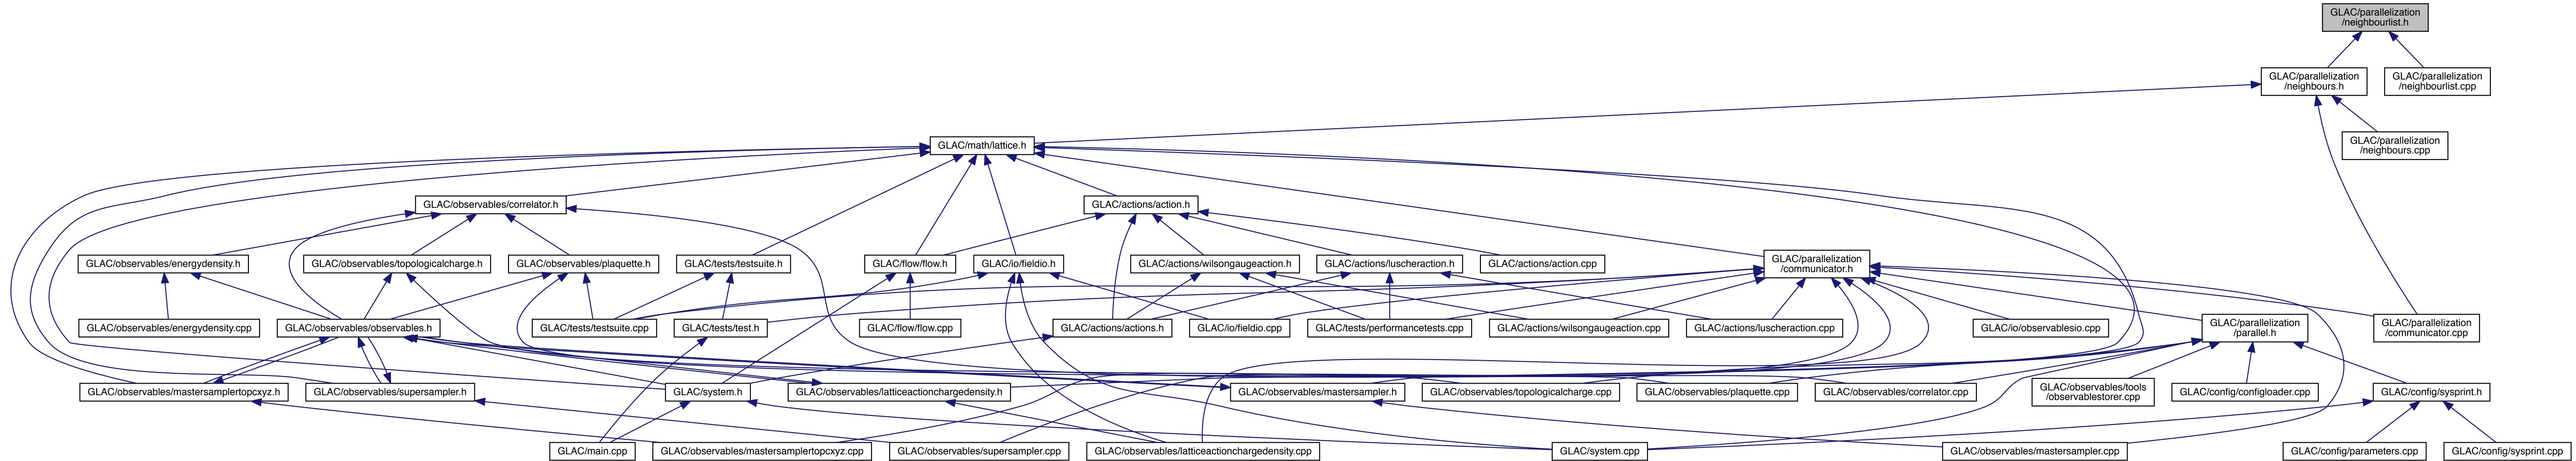 GLAC/parallelization
/neighbourlist.h
GLAC/parallelization
/neighbours.h
GLAC/parallelization
/neighbourlist.cpp
GLAC/math/lattice.h
GLAC/parallelization
/neighbours.cpp
GLAC/observables/correlator.h
GLAC/actions/action.h
GLAC/observables/energydensity.h
GLAC/observables/topologicalcharge.h
GLAC/observables/plaquette.h
GLAC/tests/testsuite.h
GLAC/flow/flow.h
GLAC/io/fieldio.h
GLAC/actions/wilsongaugeaction.h
GLAC/actions/luscheraction.h
GLAC/actions/action.cpp
GLAC/parallelization
/communicator.h
GLAC/observables/energydensity.cpp
GLAC/observables/observables.h
GLAC/tests/testsuite.cpp
GLAC/tests/test.h
GLAC/flow/flow.cpp
GLAC/actions/actions.h
GLAC/io/fieldio.cpp
GLAC/tests/performancetests.cpp
GLAC/actions/wilsongaugeaction.cpp
GLAC/actions/luscheraction.cpp
GLAC/io/observablesio.cpp
GLAC/parallelization
/parallel.h
GLAC/parallelization
/communicator.cpp
GLAC/observables/mastersamplertopcxyz.h
GLAC/observables/supersampler.h
GLAC/system.h
GLAC/observables/latticeactionchargedensity.h
GLAC/observables/mastersampler.h
GLAC/observables/topologicalcharge.cpp
GLAC/observables/plaquette.cpp
GLAC/observables/correlator.cpp
GLAC/observables/tools
/observablestorer.cpp
GLAC/config/configloader.cpp
GLAC/config/sysprint.h
GLAC/main.cpp
GLAC/observables/mastersamplertopcxyz.cpp
GLAC/observables/supersampler.cpp
GLAC/observables/latticeactionchargedensity.cpp
GLAC/system.cpp
GLAC/observables/mastersampler.cpp
GLAC/config/parameters.cpp
GLAC/config/sysprint.cpp